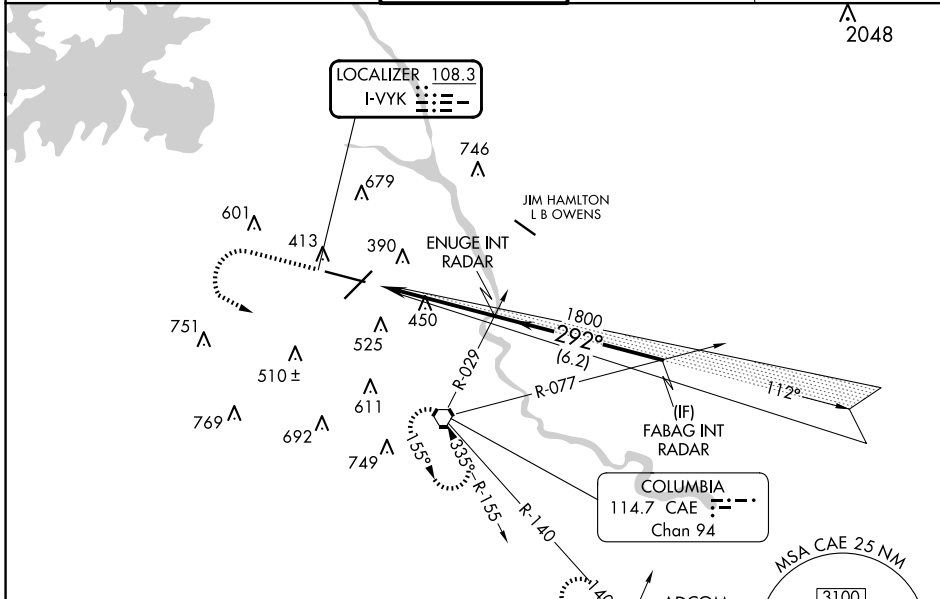 2048
LOCALIZER 108.3
I-VYK
746
679
JIM HAMLTON
L B OWENS
601
413
390
ENUGE INT
RADAR
450
1800
292°
(6.2)
525
751
510 ±
R-029
R-077
112°
611
(IF)
FABAG INT
RADAR
769
692
749
155°
335°
R-155
R-140
COLUMBIA
114.7 CAE
Chan 94
MSA CAE 25 NM
3100